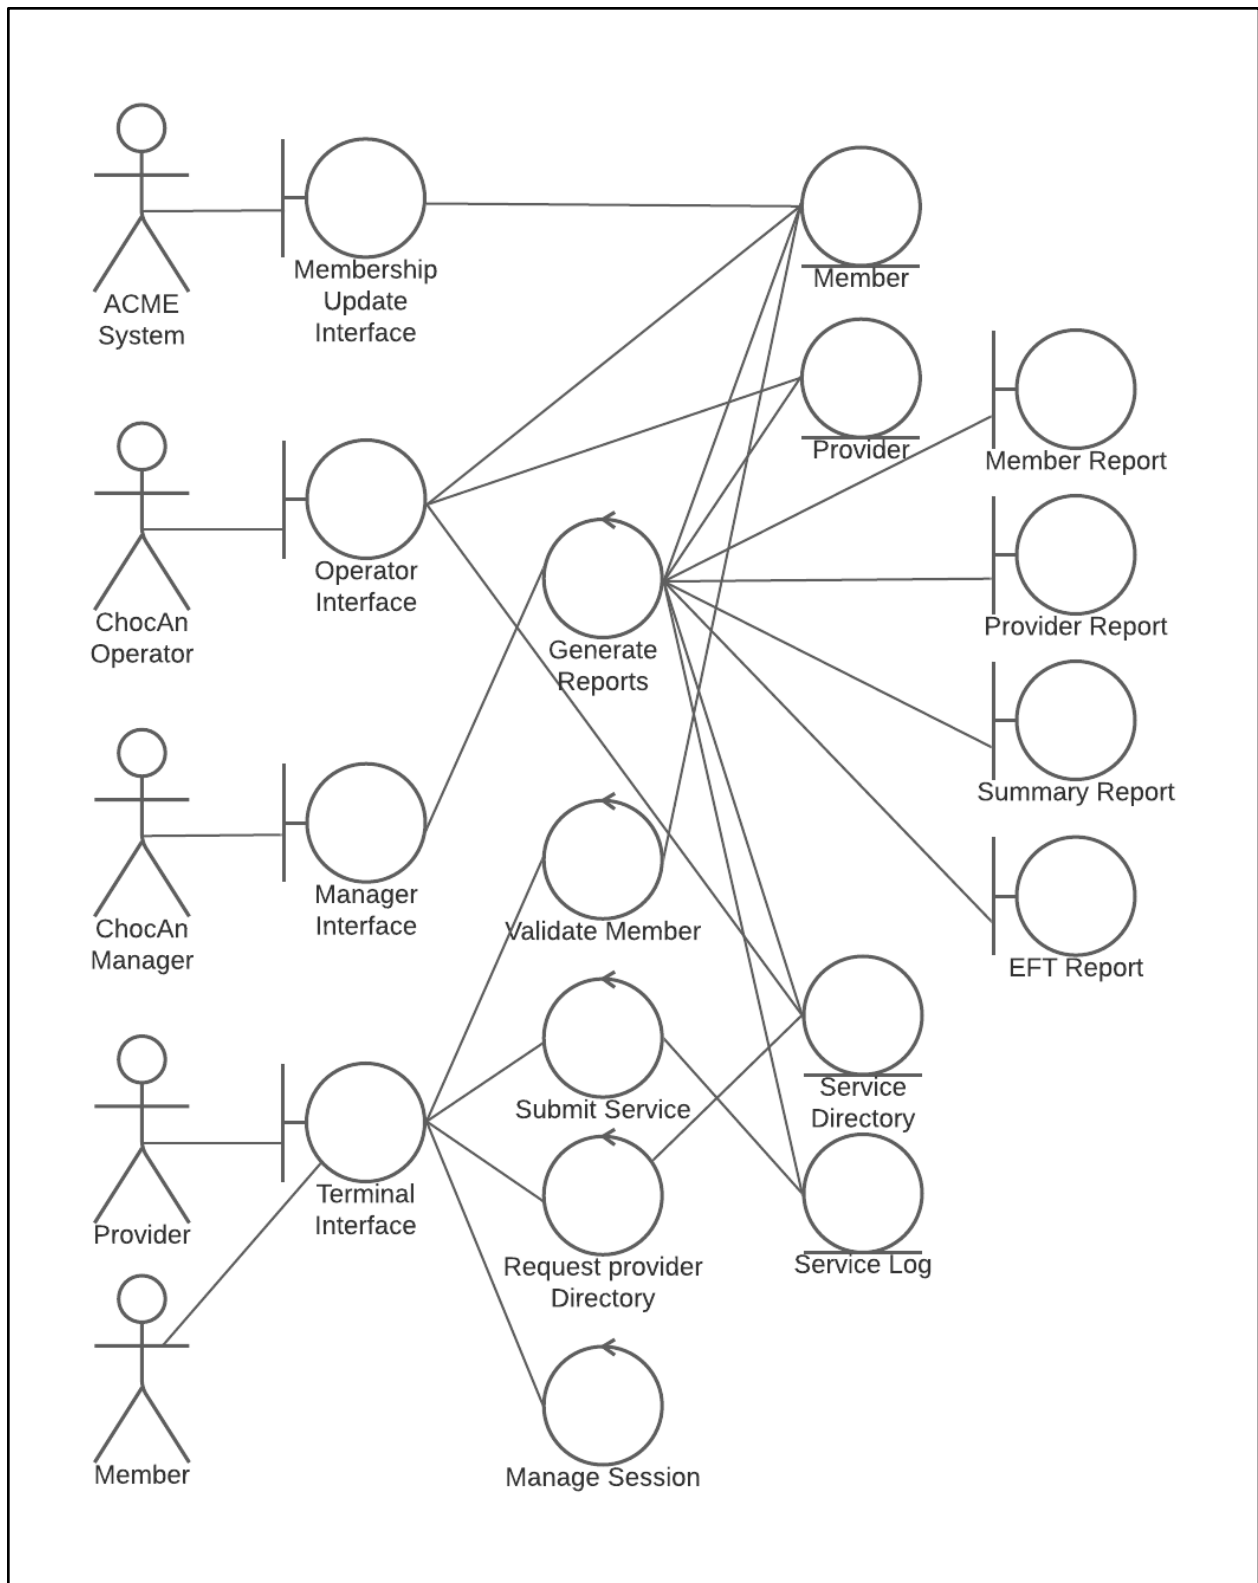 ACME
System
Membership
Update
Interface
Member
Provider
Member Report
ChocAn
Operator
Operator
Interface
Generate
Reports
Provider Report
Summary Report
ChocAn
Manager
Manager
Interface
Validate Member
EFT Report
Provider
Terminal
Interface
Submit Service
Service
Directory
Request provider
Directory
Service Log
Member
Manage Session